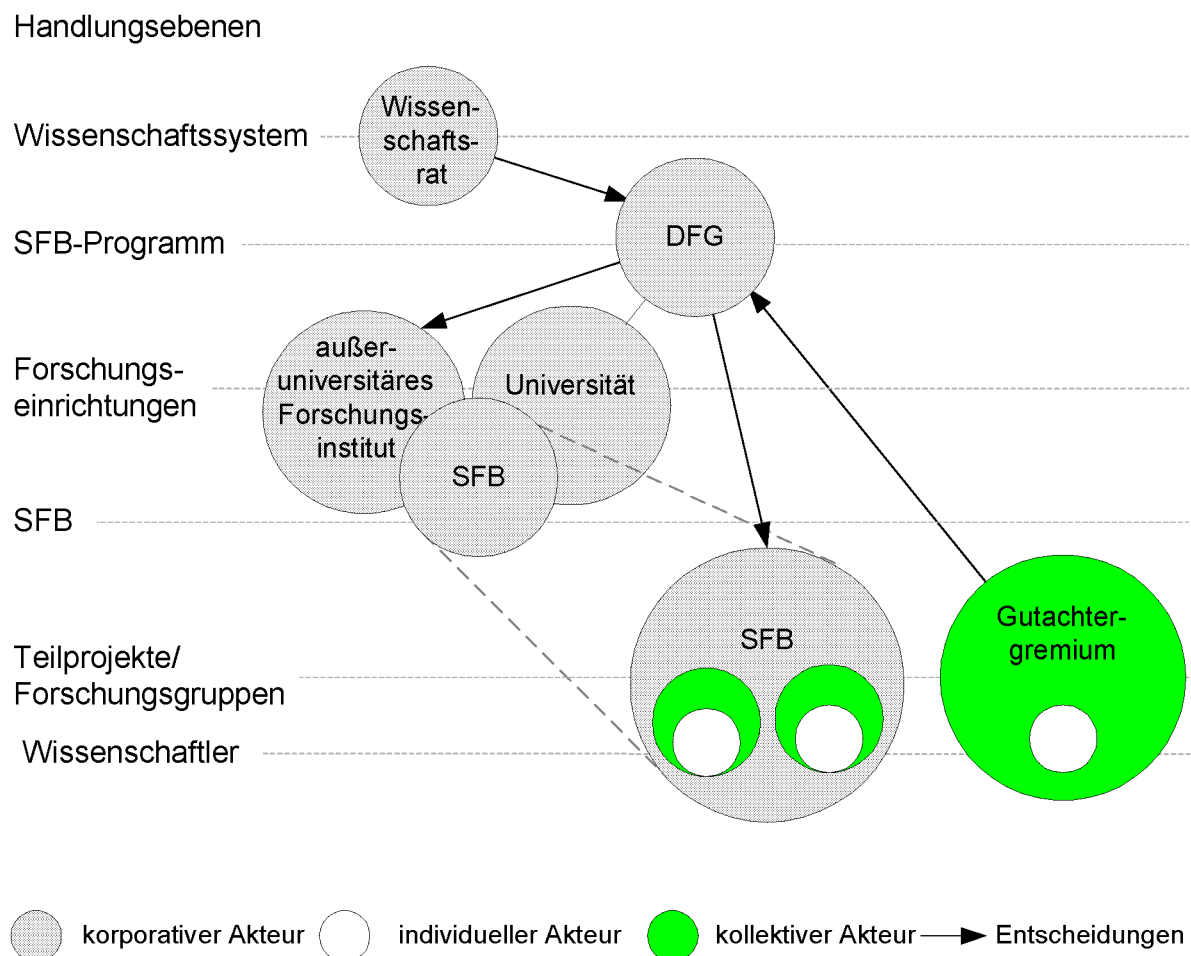 Handlungsebenen
Wissenschaftssystem
Wissen-
schafts-
rat
SFB-Programm
DFG
Forschungs-
einrichtungen
außer-
universitäres
Forschungs-
institut
Universität
SFB
SFB
Teilprojekte/
Forschungsgruppen
SFB
Gutachter-
gremium
Wissenschaftler
korporativer Akteur
individueller Akteur
kollektiver Akteur
Entscheidungen